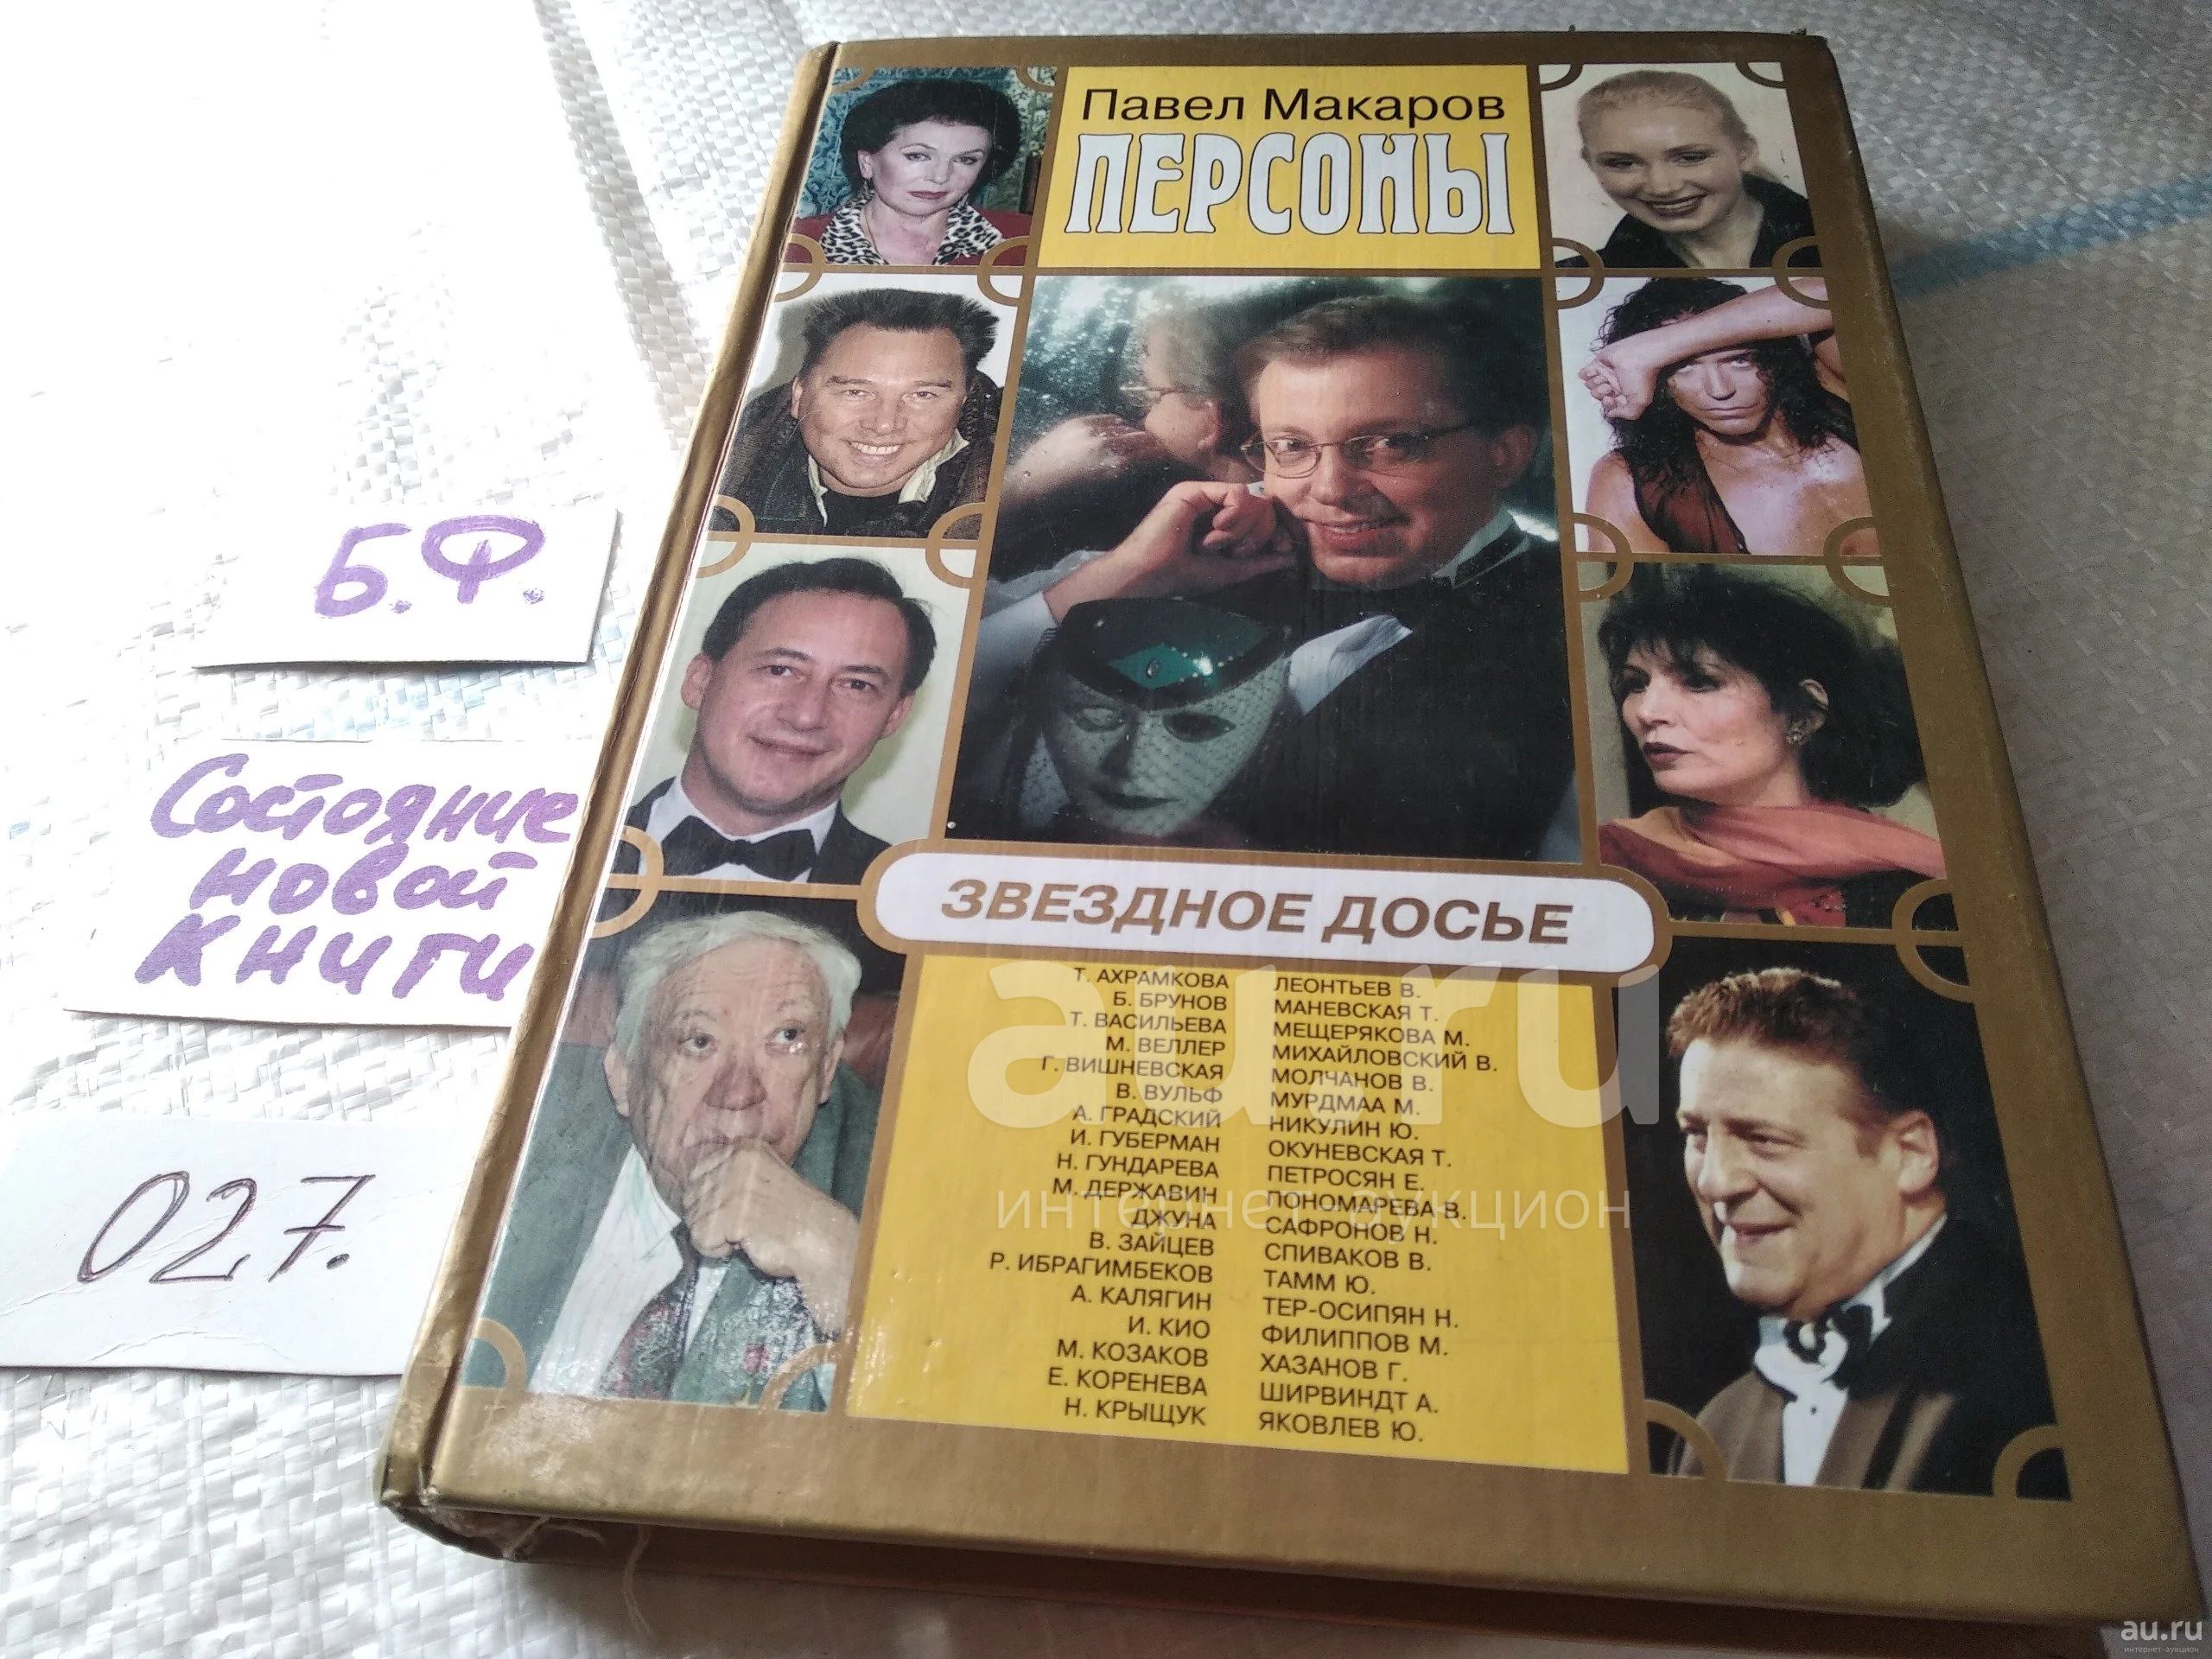 Павел Макаров
ПЕРСОНЫ
Б.Ф.
Состояние
новой
книги
027.
ЗВЕЗДНОЕ ДОСЬЕ
Т. АХРАМКОВА
Б. БРУНОВ
Т. ВАСИЛЬЕВА
М. ВЕЛЛЕР
Г. ВИШНЕВСКАЯ
В. ВУЛЬФ
А. ГРАДСКИЙ
И. ГУБЕРМАН
Н. ГУНДАРЕВА
М. ДЕРЖАВИН
ДЖУНА
В. ЗАЙЦЕВ
Р. ИБРАГИМБЕКОВ
А. КАЛЯГИН
И. КИО
М. КОЗАКОВ
Е. КОРЕНЕВА
Н. КРЫЩУК
ЛЕОНТЬЕВ В.
МАНЕВСКАЯ Т.
МЕЩЕРЯКОВА М.
МИХАЙЛОВСКИЙ В.
МОЛЧАНОВ В.
МУРДМАА М.
НИКУЛИН Ю.
ОКУНЕВСКАЯ Т.
ПЕТРОСЯН Е.
ПОНОМАРЕВА В.
САФРОНОВ Н.
СПИВАКОВ В.
ТАММ Ю.
ТЕР-ОСИПЯН Н.
ФИЛИППОВ М.
ХАЗАНОВ Г.
ШИРВИНДТ А.
ЯКОВЛЕВ Ю.
au.ru
интернет-аукцион
au.ru
интернет-аукцион